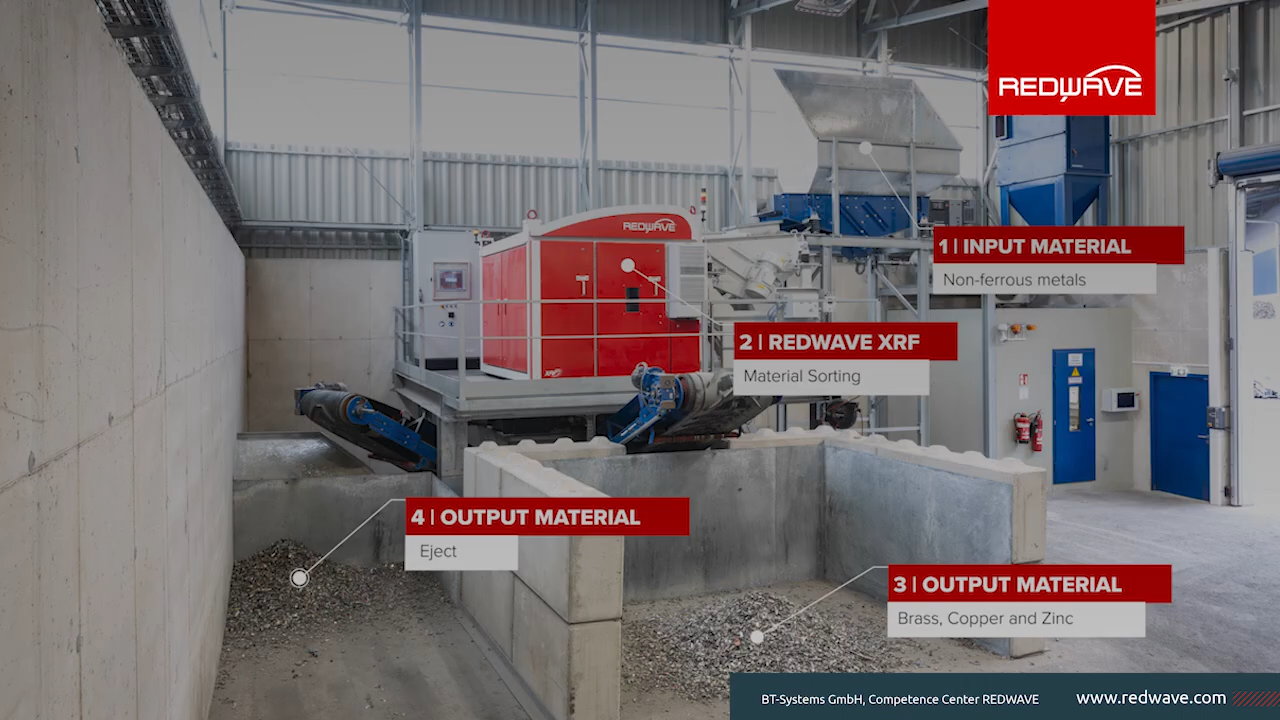 REDWAVE
REDWAVE
1 | INPUT MATERIAL
Non-ferrous metals
2 | REDWAVE XRF
Material Sorting
XRF
4 | OUTPUT MATERIAL
Eject
3 | OUTPUT MATERIAL
Brass, Copper and Zinc
BT-Systems GmbH, Competence Center REDWAVE
www.redwave.com